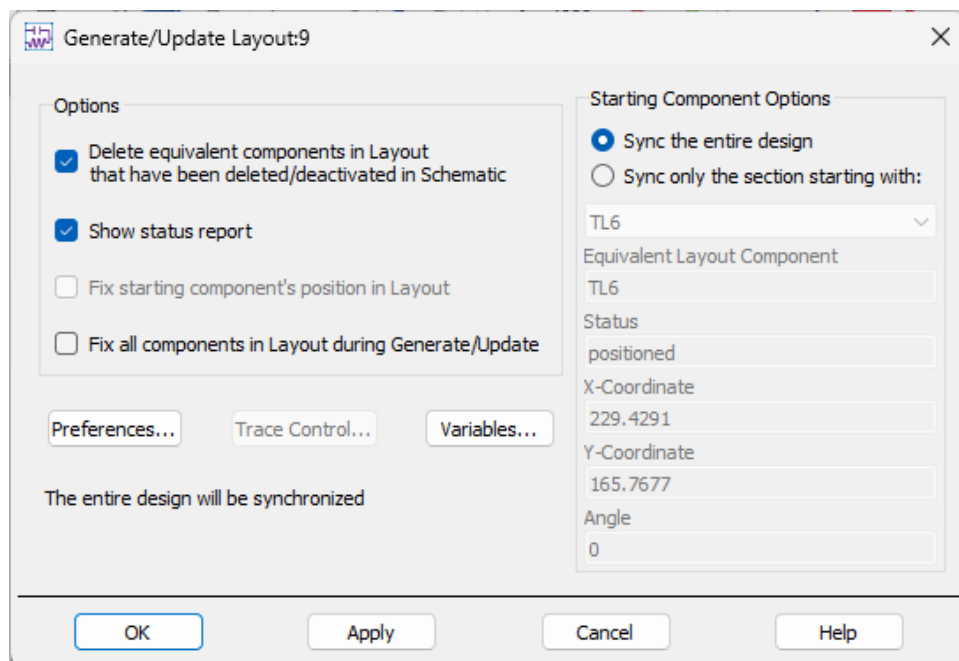 Generate/Update Layout:9
Options
Delete equivalent components in Layout
that have been deleted/deactivated in Schematic
Show status report
Fix starting component's position in Layout
Fix all components in Layout during Generate/Update
Preferences...
Trace Control...
Variables...
The entire design will be synchronized
Starting Component Options
Sync the entire design
Sync only the section starting with:
TL6
Equivalent Layout Component
TL6
Status
positioned
X-Coordinate
229.4291
Y-Coordinate
165.7677
Angle
0
OK
Apply
Cancel
Help